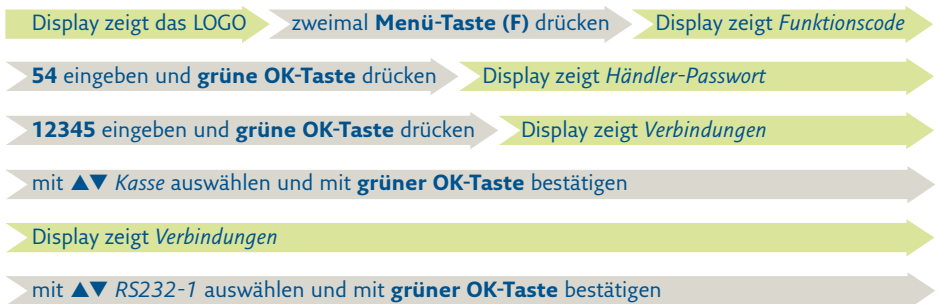 Display zeigt das LOGO zweimal Menü-Taste (F) drücken Display zeigt Funktionscode
54 eingeben und grüne OK-Taste drücken Display zeigt Händler-Passwort
12345 eingeben und grüne OK-Taste drücken Display zeigt Verbindungen
mit ▲▼ Kasse auswählen und mit grüner OK-Taste bestätigen
Display zeigt Verbindungen
mit ▲▼ RS232-1 auswählen und mit grüner OK-Taste bestätigen